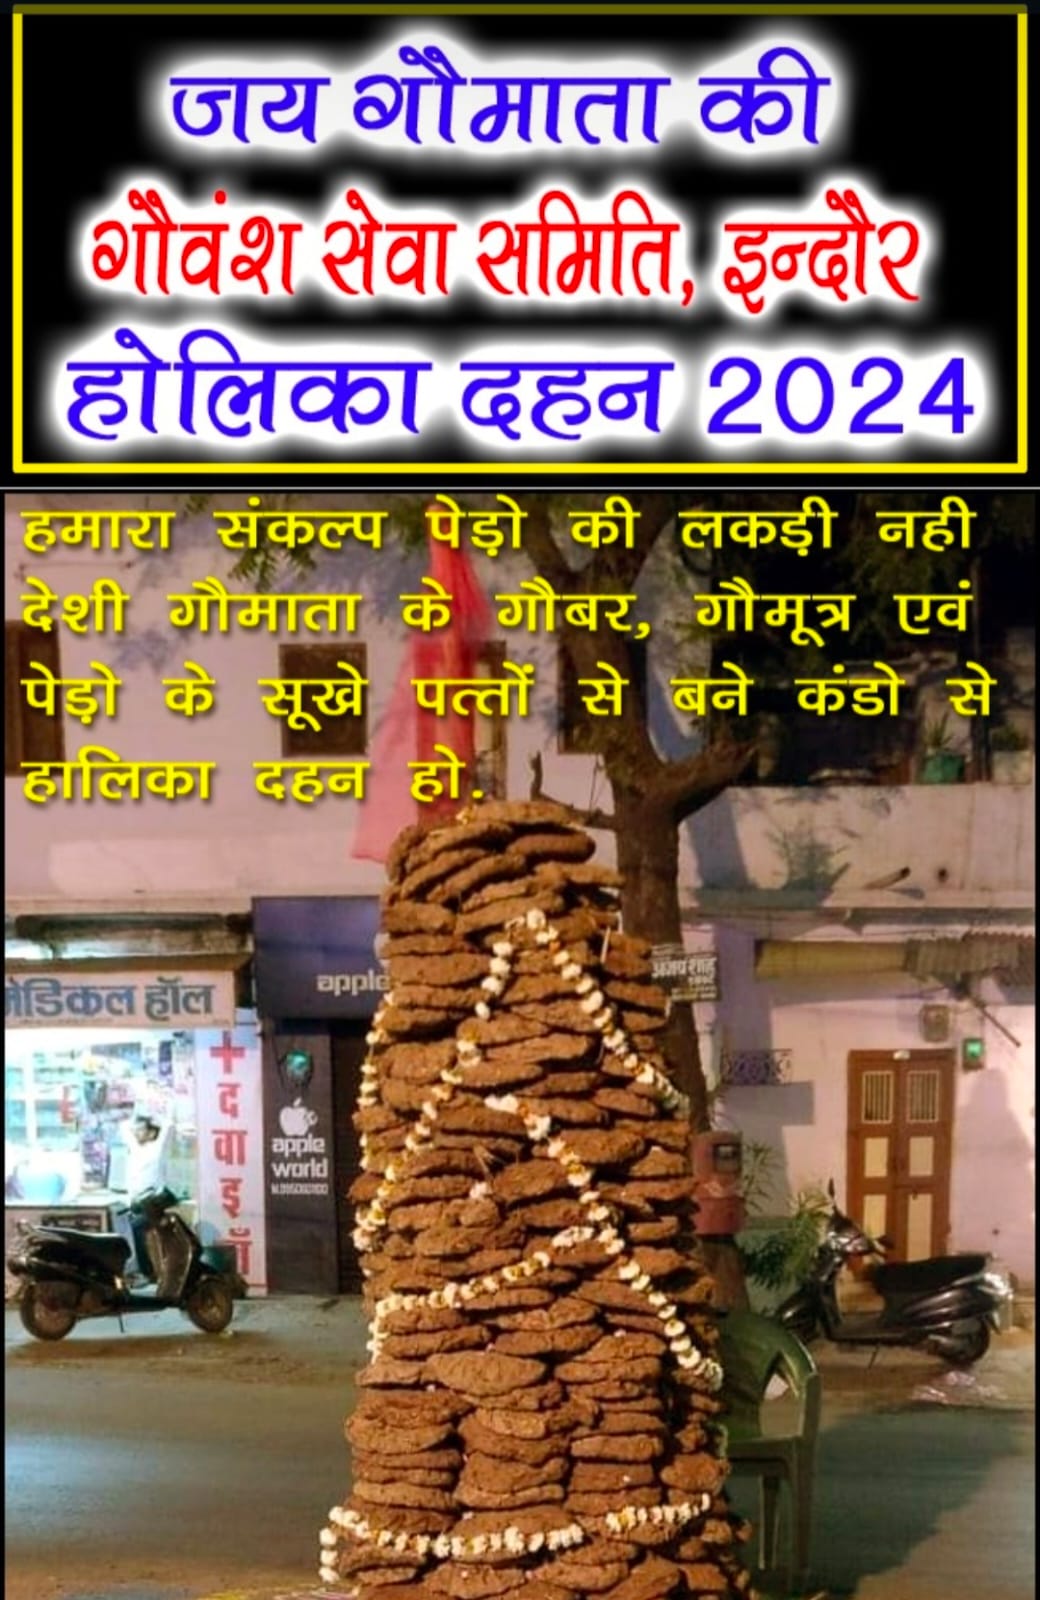 जय गौमाता की
गौवंश सेवा समिति, इन्दौर
होलिका दहन 2024
हमारा संकल्प पेड़ो की लकड़ी नही
देशी गौमाता के गौबर, गौमूत्र एवं
पेड़ो के सूखे पत्तों से बने कंडो से
हालिका दहन हो.
apple
मेडिकल हॉल
+
दवाइयाँ
apple
world